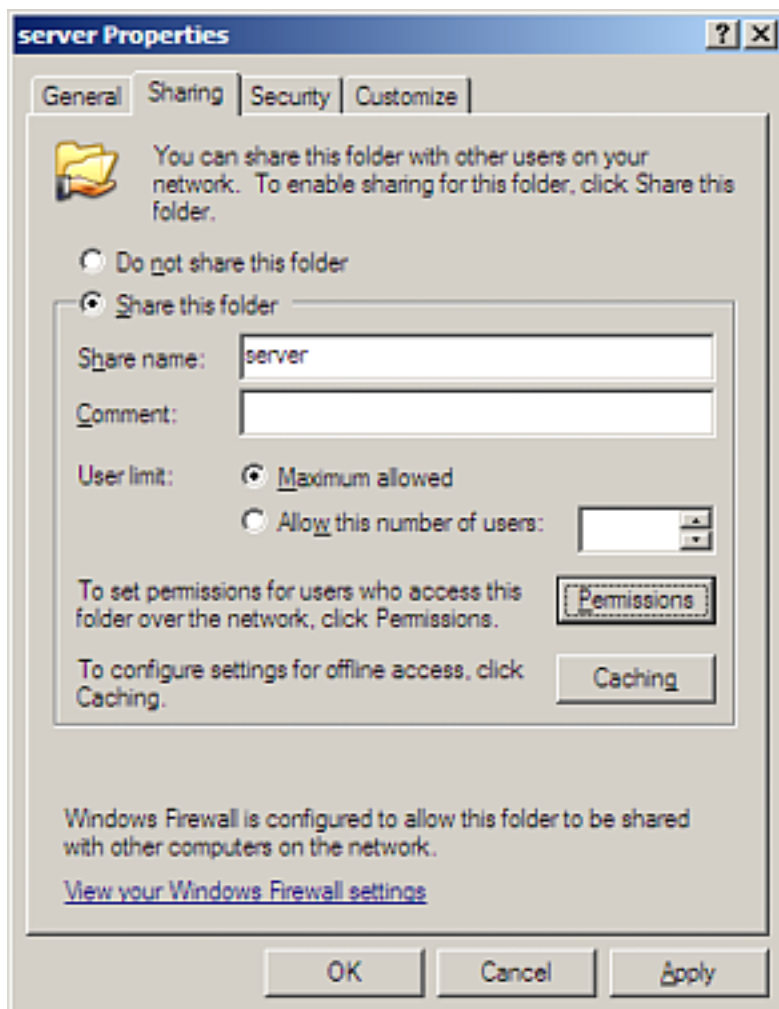 server Properties
General Sharing Security Customize
You can share this folder with other users on your
network. To enable sharing for this folder, click Share this
folder.
Do not share this folder
Share this folder
Share name: server
Comment:
User limit: Maximum allowed
Allow this number of users:
To set permissions for users who access this
folder over the network, click Permissions.
Permissions
To configure settings for offline access, click
Caching.
Caching
Windows Firewall is configured to allow this folder to be shared
with other computers on the network.
View your Windows Firewall settings
OK Cancel Apply